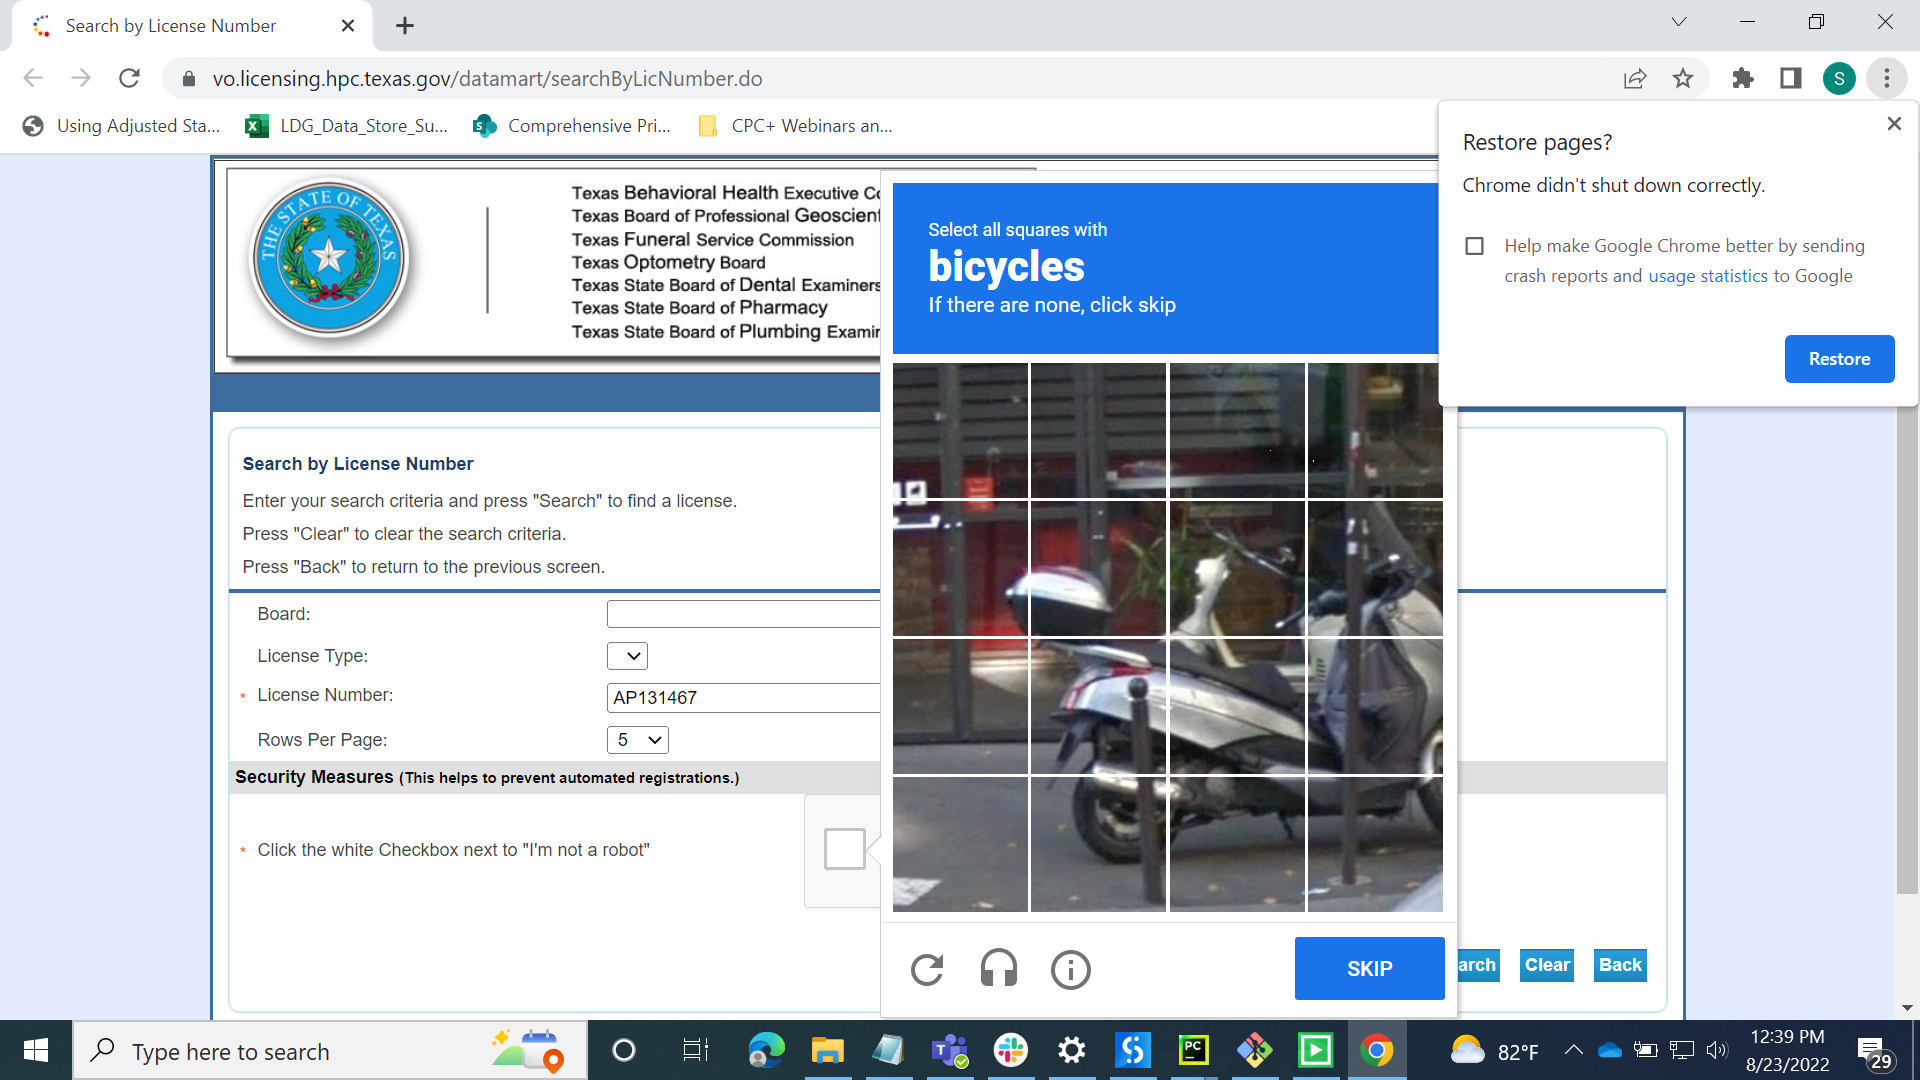 Search by License Number
vo.licensing.hpc.texas.gov/datamart/searchByLicNumber.do
S
Using Adjusted Sta...
LDG_Data_Store_Su...
Comprehensive Pri...
CPC+ Webinars an...
Restore pages?
Chrome didn't shut down correctly.
Help make Google Chrome better by sending
crash reports and usage statistics to Google
Restore
THE STATE OF TEXAS
Texas Behavioral Health Executive Co
Texas Board of Professional Geoscient
Texas Funeral Service Commission
Texas Optometry Board
Texas State Board of Dental Examiners
Texas State Board of Pharmacy
Texas State Board of Plumbing Examin
Select all squares with
bicycles
If there are none, click skip
Search by License Number
Enter your search criteria and press "Search" to find a license.
Press "Clear" to clear the search criteria.
Press "Back" to return to the previous screen.
Board:
License Type:
* License Number:
AP131467
Rows Per Page:
5
Security Measures (This helps to prevent automated registrations.)
* Click the white Checkbox next to "I'm not a robot"
SKIP
arch
Clear
Back
Type here to search
PC
82°F
12:39 PM
8/23/2022
29